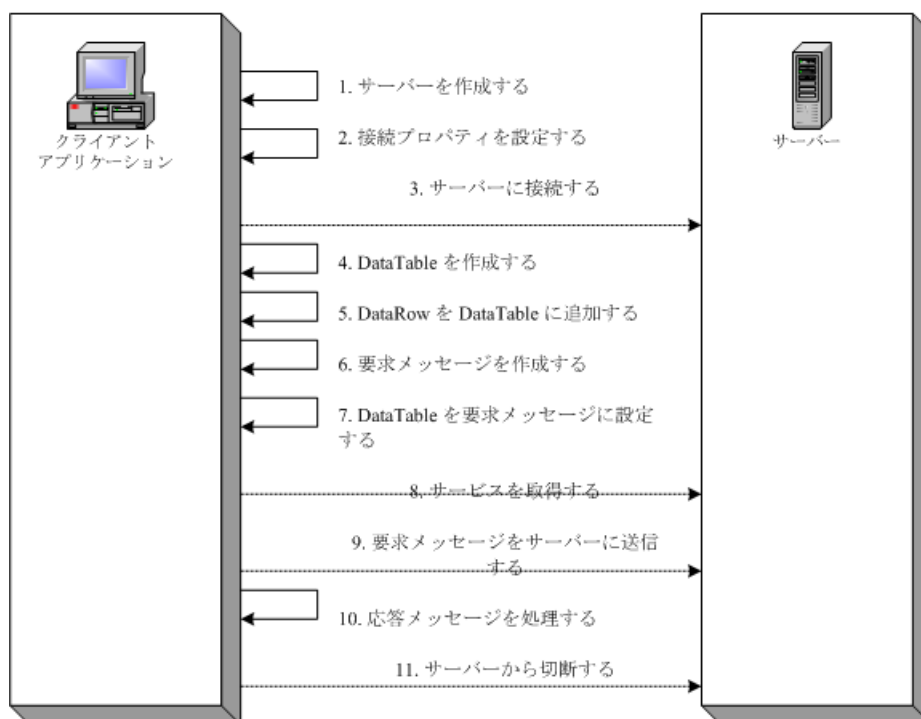 クライアント
アプリケーション
サーバー
1. サーバーを作成する
2. 接続プロパティを設定する
3. サーバーに接続する
4. DataTable を作成する
5. DataRow を DataTable に追加する
6. 要求メッセージを作成する
7. DataTable を要求メッセージに設定
する
8. サービスを取得する
9. 要求メッセージをサーバーに送信
する
10. 応答メッセージを処理する
11. サーバーから切断する